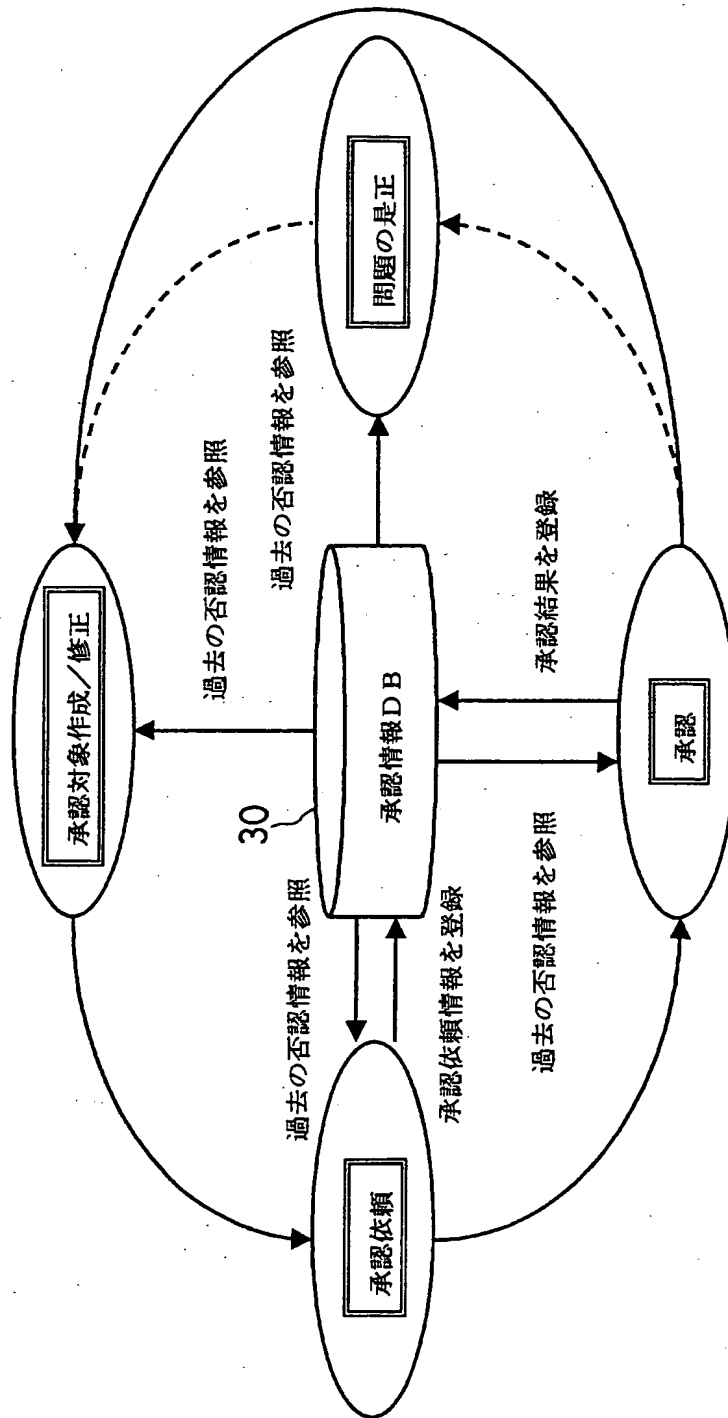 承認対象作成／修正
過去の否認情報を参照
過去の否認情報を参照
過去の否認情報を参照
30
承認依頼
承認情報DB
問題の是正
承認依頼情報を登録
過去の否認情報を参照
承認結果を登録
承認